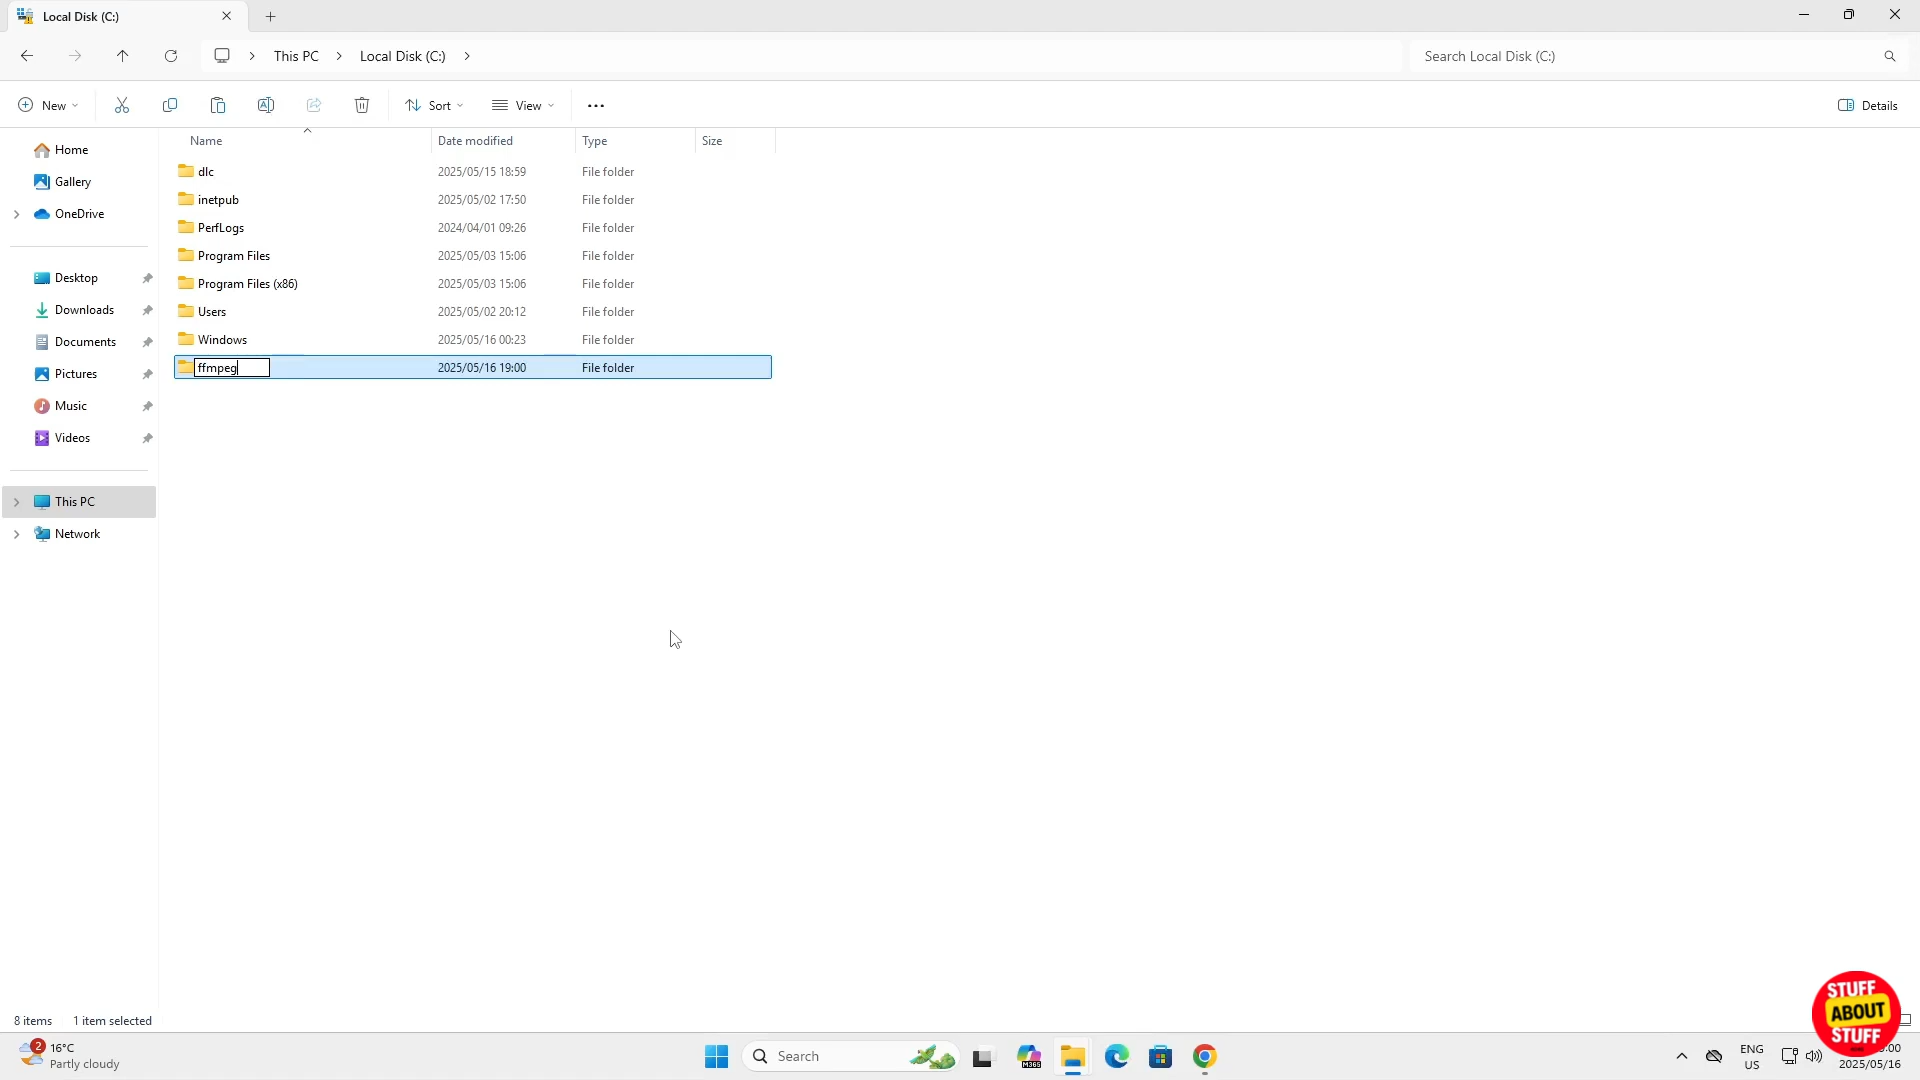 Local Disk (C:)
This PC
Local Disk (C:)
Search Local Disk (C:)
New
Sort
View
Details
Name
Date modified
Type
Size
Home
Gallery
OneDrive
Desktop
Downloads
Documents
Pictures
Music
Videos
This PC
Network
dlc 2025/05/15 18:59 File folder
inetpub 2025/05/02 17:50 File folder
PerfLogs 2024/04/01 09:26 File folder
Program Files 2025/05/03 15:06 File folder
Program Files (x86) 2025/05/03 15:06 File folder
Users 2025/05/02 20:12 File folder
Windows 2025/05/16 00:23 File folder
ffmpeg 2025/05/16 19:00 File folder
8 items 1 item selected
STUFF
ABOUT
STUFF
2
16°C
Partly cloudy
Search
M365
ENG
US
2025/05/16